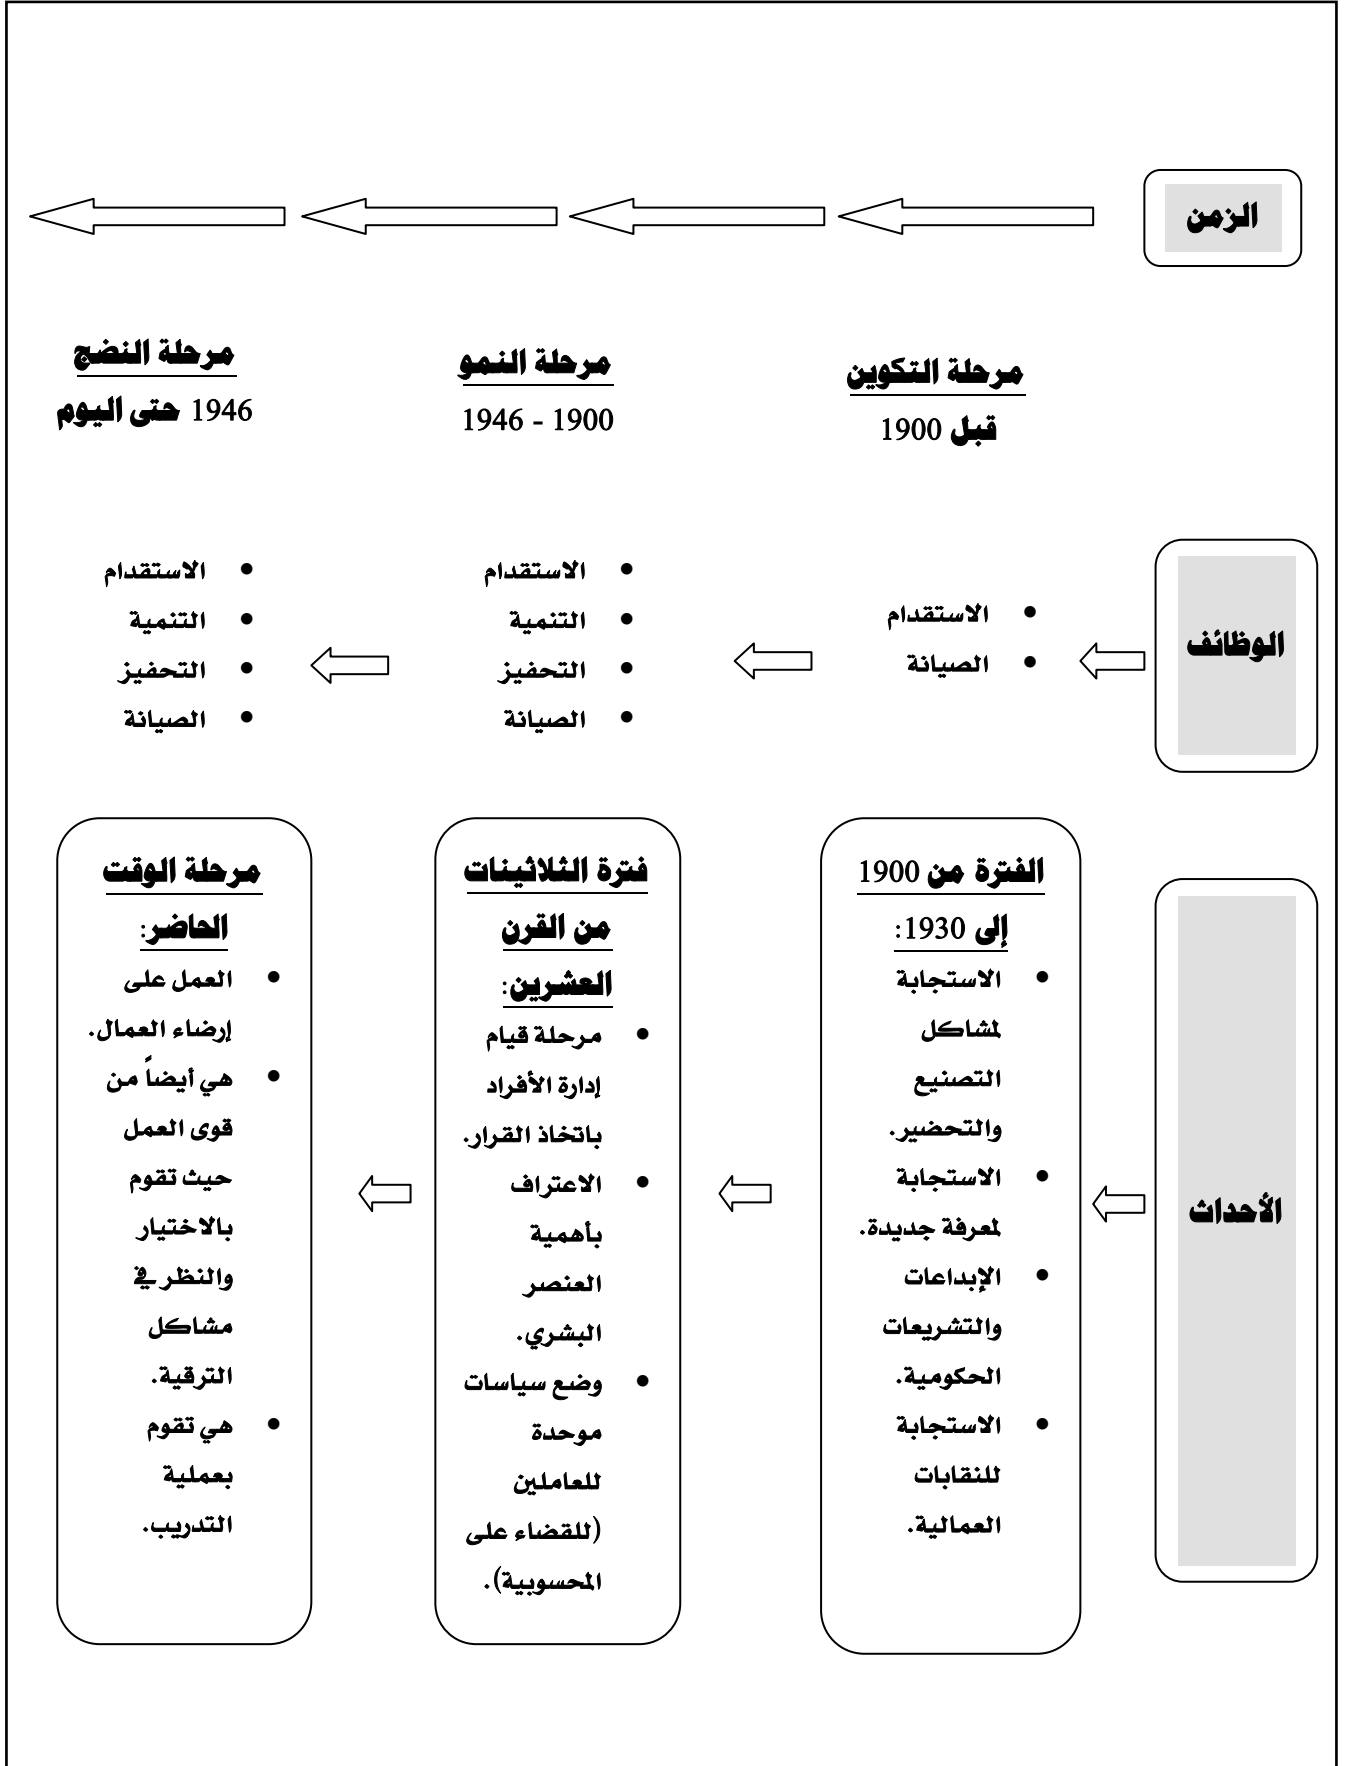 الزمن
مرحلة التكوين
قبل 1900
مرحلة النمو
1900 - 1946
مرحلة النضج
1946 حتى اليوم
الوظائف
• الاستقدام
• الصيانة
• الاستقدام
• التنمية
• التحفيز
• الصيانة
• الاستقدام
• التنمية
• التحفيز
• الصيانة
الأحداث
الفترة من 1900
إلى 1930:
• الاستجابة
لمشاكل
التصنيع
والتحضير.
• الاستجابة
لمعرفة جديدة.
• الإبداعات
والتشريعات
الحكومية.
• الاستجابة
للنقابات
العمالية.
فترة الثلاثينات
من القرن
العشرين:
• مرحلة قيام
إدارة الأفراد
باتخاذ القرار.
• الاعتراف
بأهمية
العنصر
البشري.
• وضع سياسات
موحدة
للعاملين
(للقضاء على
المحسوبية).
مرحلة الوقت
الحاضر:
• العمل على
إرضاء العمال.
• هي أيضاً من
قوى العمل
حيث تقوم
بالاختيار
والنظر في
مشاكل
الترقية.
• هي تقوم
بعملية
التدريب.